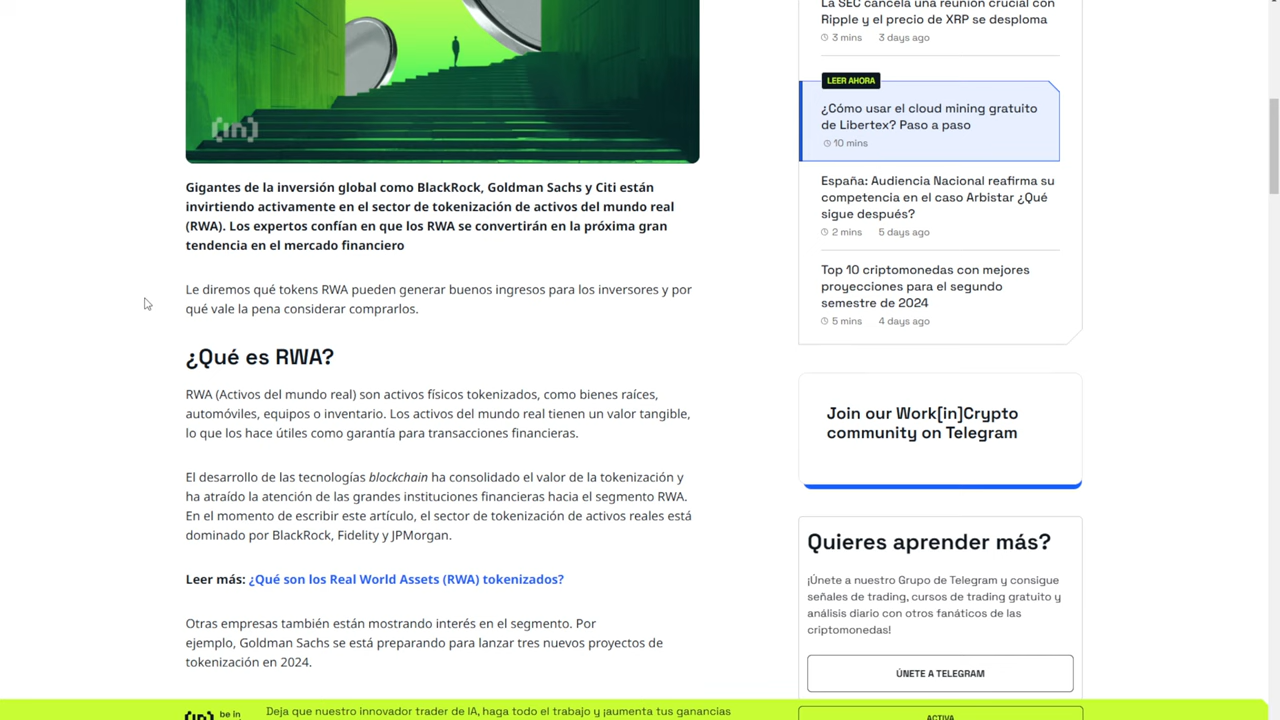 [in]
Gigantes de la inversión global como BlackRock, Goldman Sachs y Citi están
invirtiendo activamente en el sector de tokenización de activos del mundo real
(RWA). Los expertos confían en que los RWA se convertirán en la próxima gran
tendencia en el mercado financiero
Le diremos qué tokens RWA pueden generar buenos ingresos para los inversores y por
qué vale la pena considerar comprarlos.
¿Qué es RWA?
RWA (Activos del mundo real) son activos físicos tokenizados, como bienes raíces,
automóviles, equipos o inventario. Los activos del mundo real tienen un valor tangible,
lo que los hace útiles como garantía para transacciones financieras.
El desarrollo de las tecnologías blockchain ha consolidado el valor de la tokenización y
ha atraído la atención de las grandes instituciones financieras hacia el segmento RWA.
En el momento de escribir este artículo, el sector de tokenización de activos reales está
dominado por BlackRock, Fidelity y JPMorgan.
Leer más: ¿Qué son los Real World Assets (RWA) tokenizados?
Otras empresas también están mostrando interés en el segmento. Por
ejemplo, Goldman Sachs se está preparando para lanzar tres nuevos proyectos de
tokenización en 2024.
La SEC cancela una reunión crucial con
Ripple y el precio de XRP se desploma
3 mins 3 days ago
LEER AHORA
¿Cómo usar el cloud mining gratuito
de Libertex? Paso a paso
10 mins
España: Audiencia Nacional reafirma su
competencia en el caso Arbistar ¿Qué
sigue después?
2 mins 5 days ago
Top 10 criptomonedas con mejores
proyecciones para el segundo
semestre de 2024
5 mins 4 days ago
Join our Work[in]Crypto
community on Telegram
Quieres aprender más?
¡Únete a nuestro Grupo de Telegram y consigue
señales de trading, cursos de trading gratuito y
análisis diario con otros fanáticos de las
criptomonedas!
ÚNETE A TELEGRAM
[in] be in
Deja que nuestro innovador trader de IA, haga todo el trabajo y ¡aumenta tus ganancias
ACTIVA